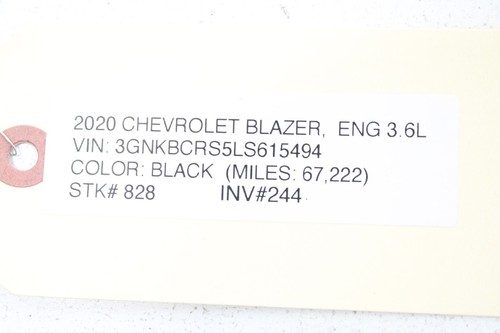 2020 CHEVROLET BLAZER, ENG 3.6L
VIN: 3GNKBCRS5LS615494
COLOR: BLACK (MILES: 67,222)
STK# 828 INV#244